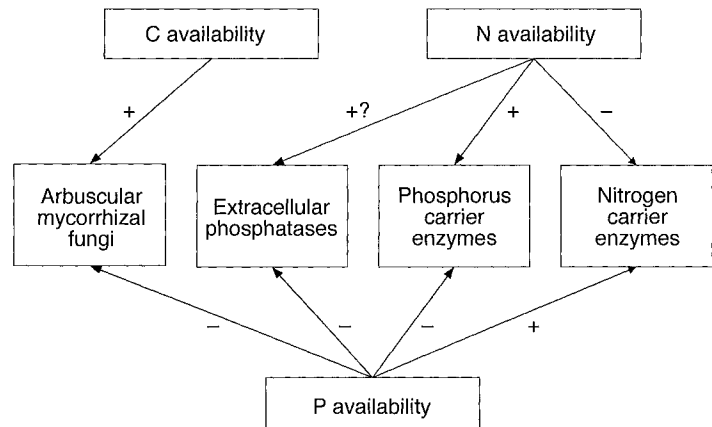 C availability
N availability
+
+?
+
–
Arbuscular
mycorrhizal
fungi
Extracellular
phosphatases
Phosphorus
carrier
enzymes
Nitrogen
carrier
enzymes
–
–
–
+
P availability